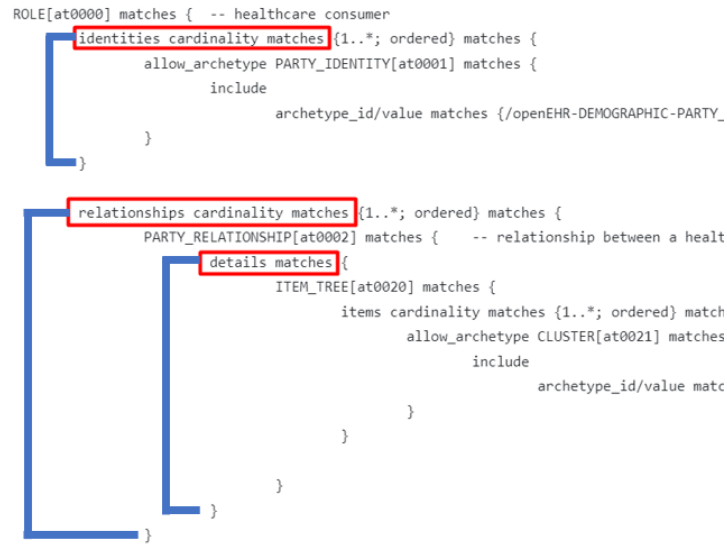 ROLE[at0000] matches {  -- healthcare consumer
identities cardinality matches {1..*; ordered} matches {
allow_archetype PARTY_IDENTITY[at0001] matches {
include
archetype_id/value matches {/openEHR-DEMOGRAPHIC-PARTY_
}
}
relationships cardinality matches {1..*; ordered} matches {
PARTY_RELATIONSHIP[at0002] matches {    -- relationship between a healt
details matches {
ITEM_TREE[at0020] matches {
items cardinality matches {1..*; ordered} match
allow_archetype CLUSTER[at0021] matches
include
archetype_id/value matc
}
}
}
}
}